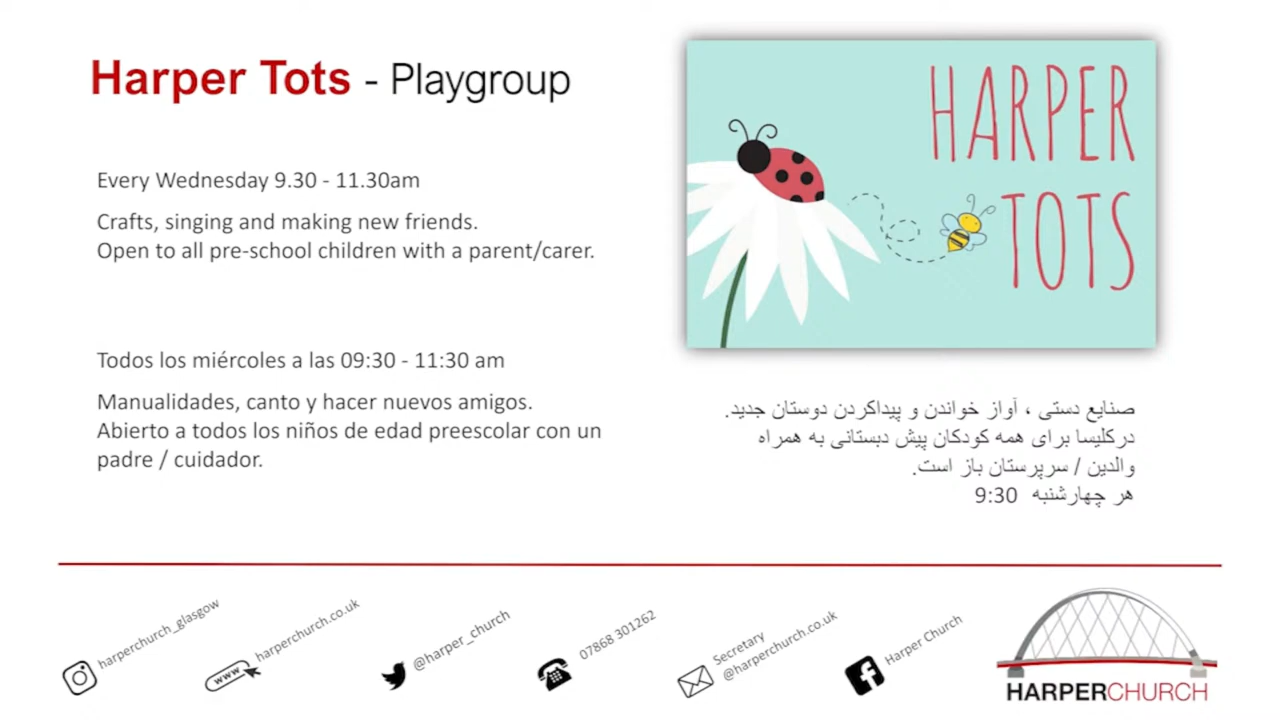 Harper Tots - Playgroup
Every Wednesday 9.30 - 11.30am
Crafts, singing and making new friends.
Open to all pre-school children with a parent/carer.
Todos los miércoles a las 09:30 - 11:30 am
Manualidades, canto y hacer nuevos amigos.
Abierto a todos los niños de edad preescolar con un
padre / cuidador.
HARPER
TOTS
صنایع دستی ، آواز خواندن و پیداکردن دوستان جدید.
درکلیسا برای همه کودکان پیش دبستانی به همراه
والدین / سرپرستان باز است.
هر چهارشنبه 9:30
harperchurch_glasgow
www
harperchurch.co.uk
@harper_church
07868 301262
Secretary
@harperchurch.co.uk
Harper Church
HARPERCHURCH